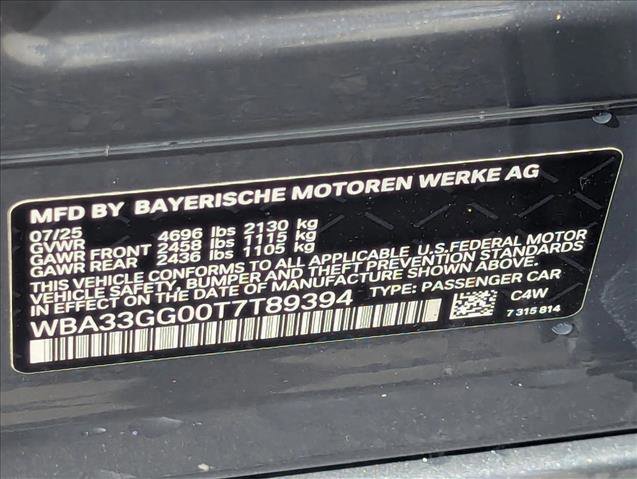 MFD BY BAYERISCHE MOTOREN WERKE AG
07/25
GVWR 4696 lbs 2130 kg
GAWR FRONT 2458 lbs 1115 kg
GAWR REAR 2436 lbs 1105 kg
THIS VEHICLE CONFORMS TO ALL APPLICABLE U.S.FEDERAL MOTOR
VEHICLE SAFETY, BUMPER AND THEFT PREVENTION STANDARDS
IN EFFECT ON THE DATE OF MANUFACTURE SHOWN ABOVE.
WBA33GG00T7T89394 TYPE: PASSENGER CAR
C4W
7 315 814